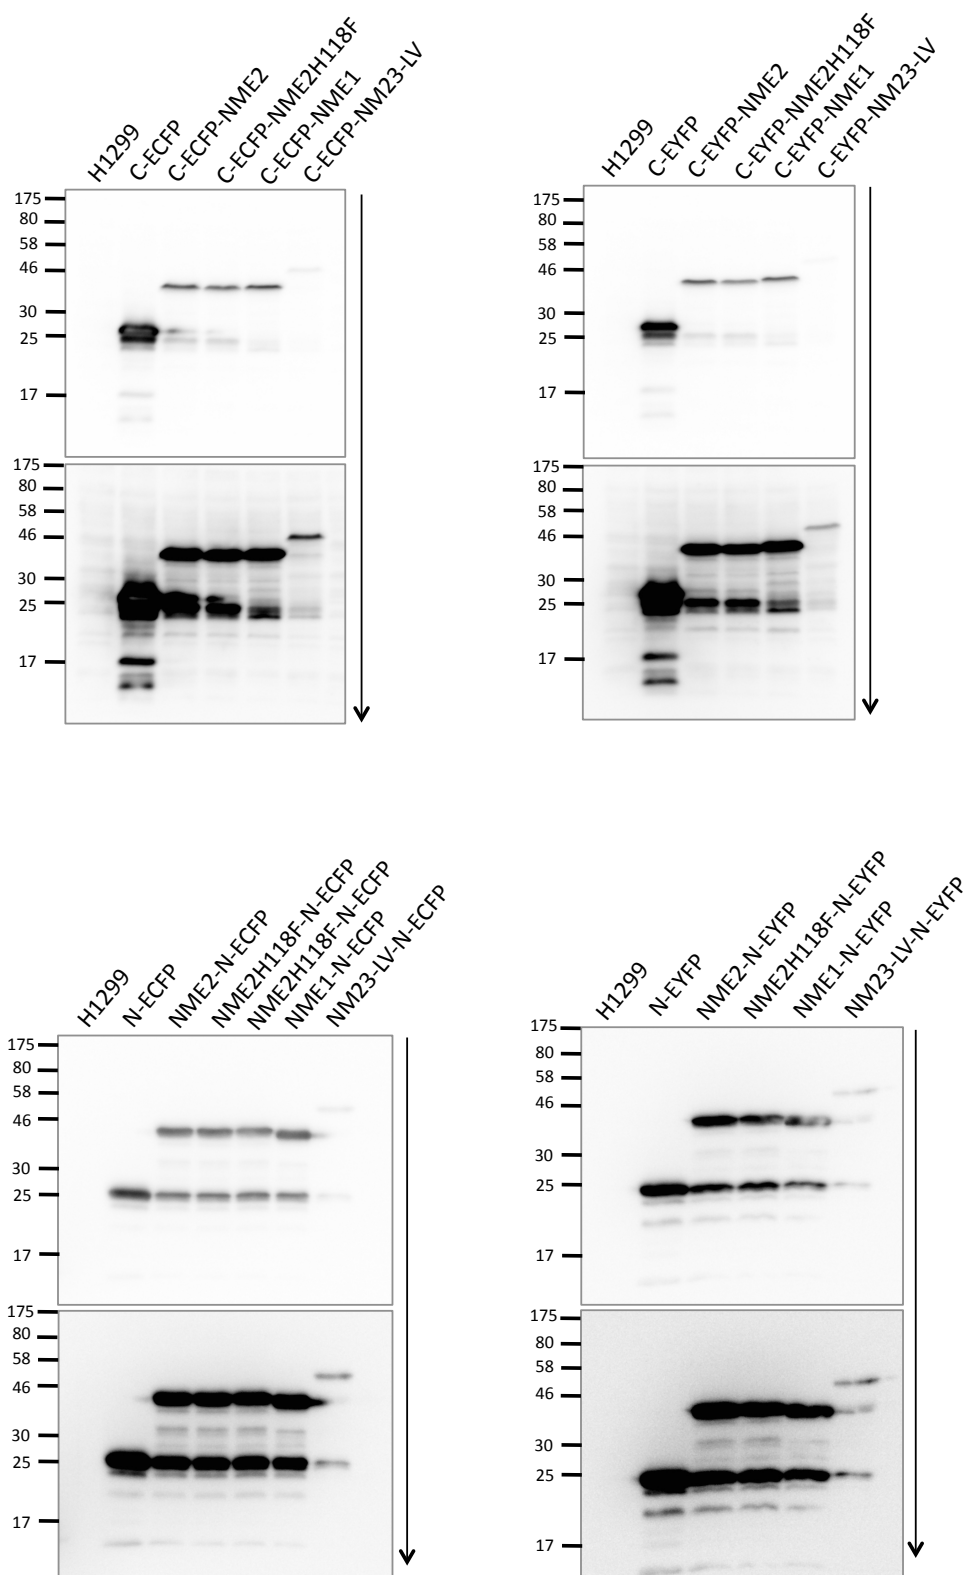 H1299
C-ECFP
C-ECFP-NME2
C-ECFP-NME2H118F
C-ECFP-NME1
C-ECFP-NM23-LV
175
80
58
46
30
25
17
175
80
58
46
30
25
17
H1299
C-EYFP
C-EYFP-NME2
C-EYFP-NME2H118F
C-EYFP-NME1
C-EYFP-NM23-LV
175
80
58
46
30
25
17
175
80
58
46
30
25
17
H1299
N-ECFP
NME2-N-ECFP
NME2H118F-N-ECFP
NME2H118F-N-ECFP
NME1-N-ECFP
NM23-LV-N-ECFP
175
80
58
46
30
25
17
175
80
58
46
30
25
17
H1299
N-EYFP
NME2-N-EYFP
NME2H118F-N-EYFP
NME1-N-EYFP
NM23-LV-N-EYFP
175
80
58
46
30
25
17
175
80
58
46
30
25
17